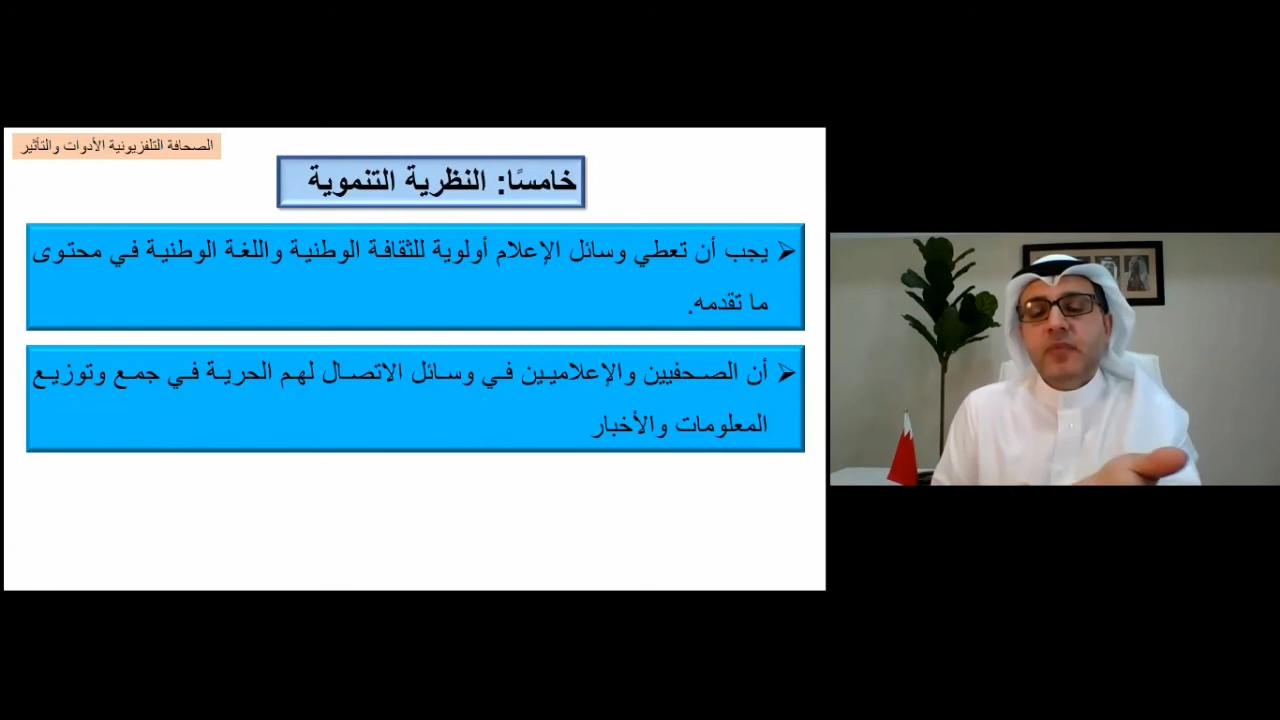 الصحافة التلفزيونية الأدوات والتأثير
خامسًا: النظرية التنموية
يجب أن تعطي وسائل الإعلام أولوية للثقافة الوطنية واللغة الوطنية في محتوى
ما تقدمه.
أن الصحفيين والإعلاميين في وسائل الاتصال لهم الحرية في جمع وتوزيع
المعلومات والأخبار